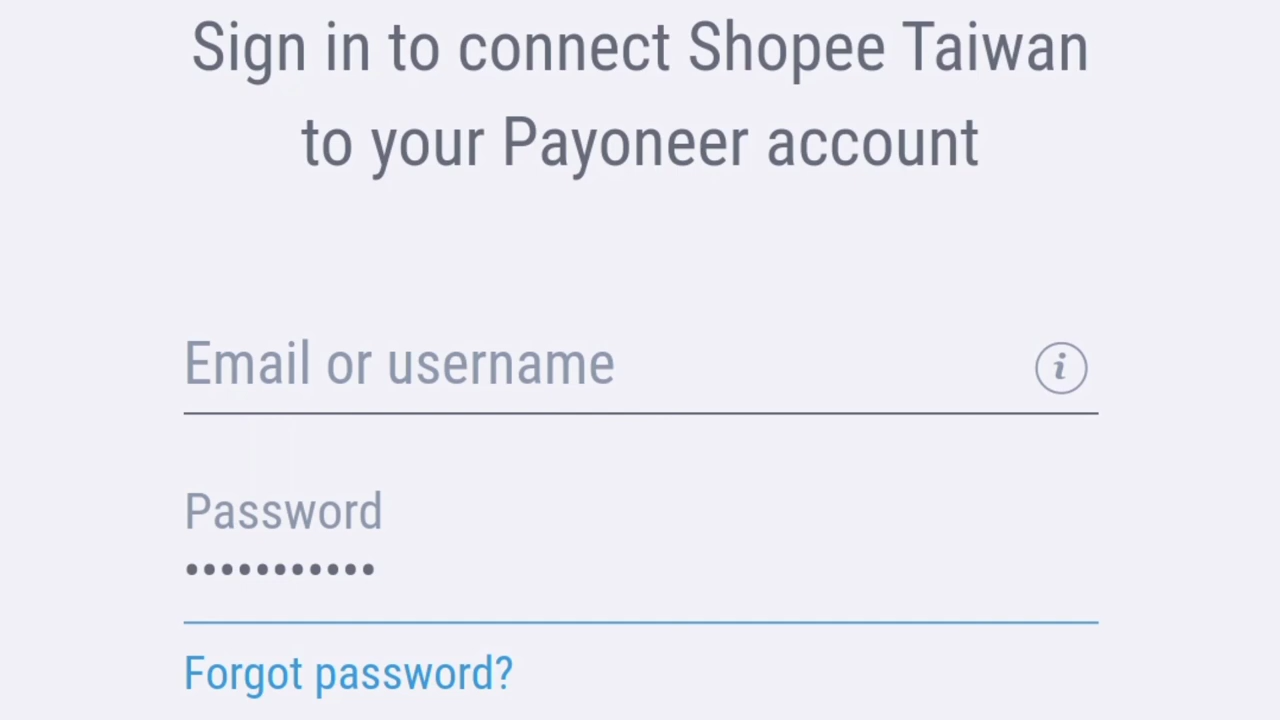 Sign in to connect Shopee Taiwan
to your Payoneer account
Email or username
i
Password
•••••••••••
Forgot password?